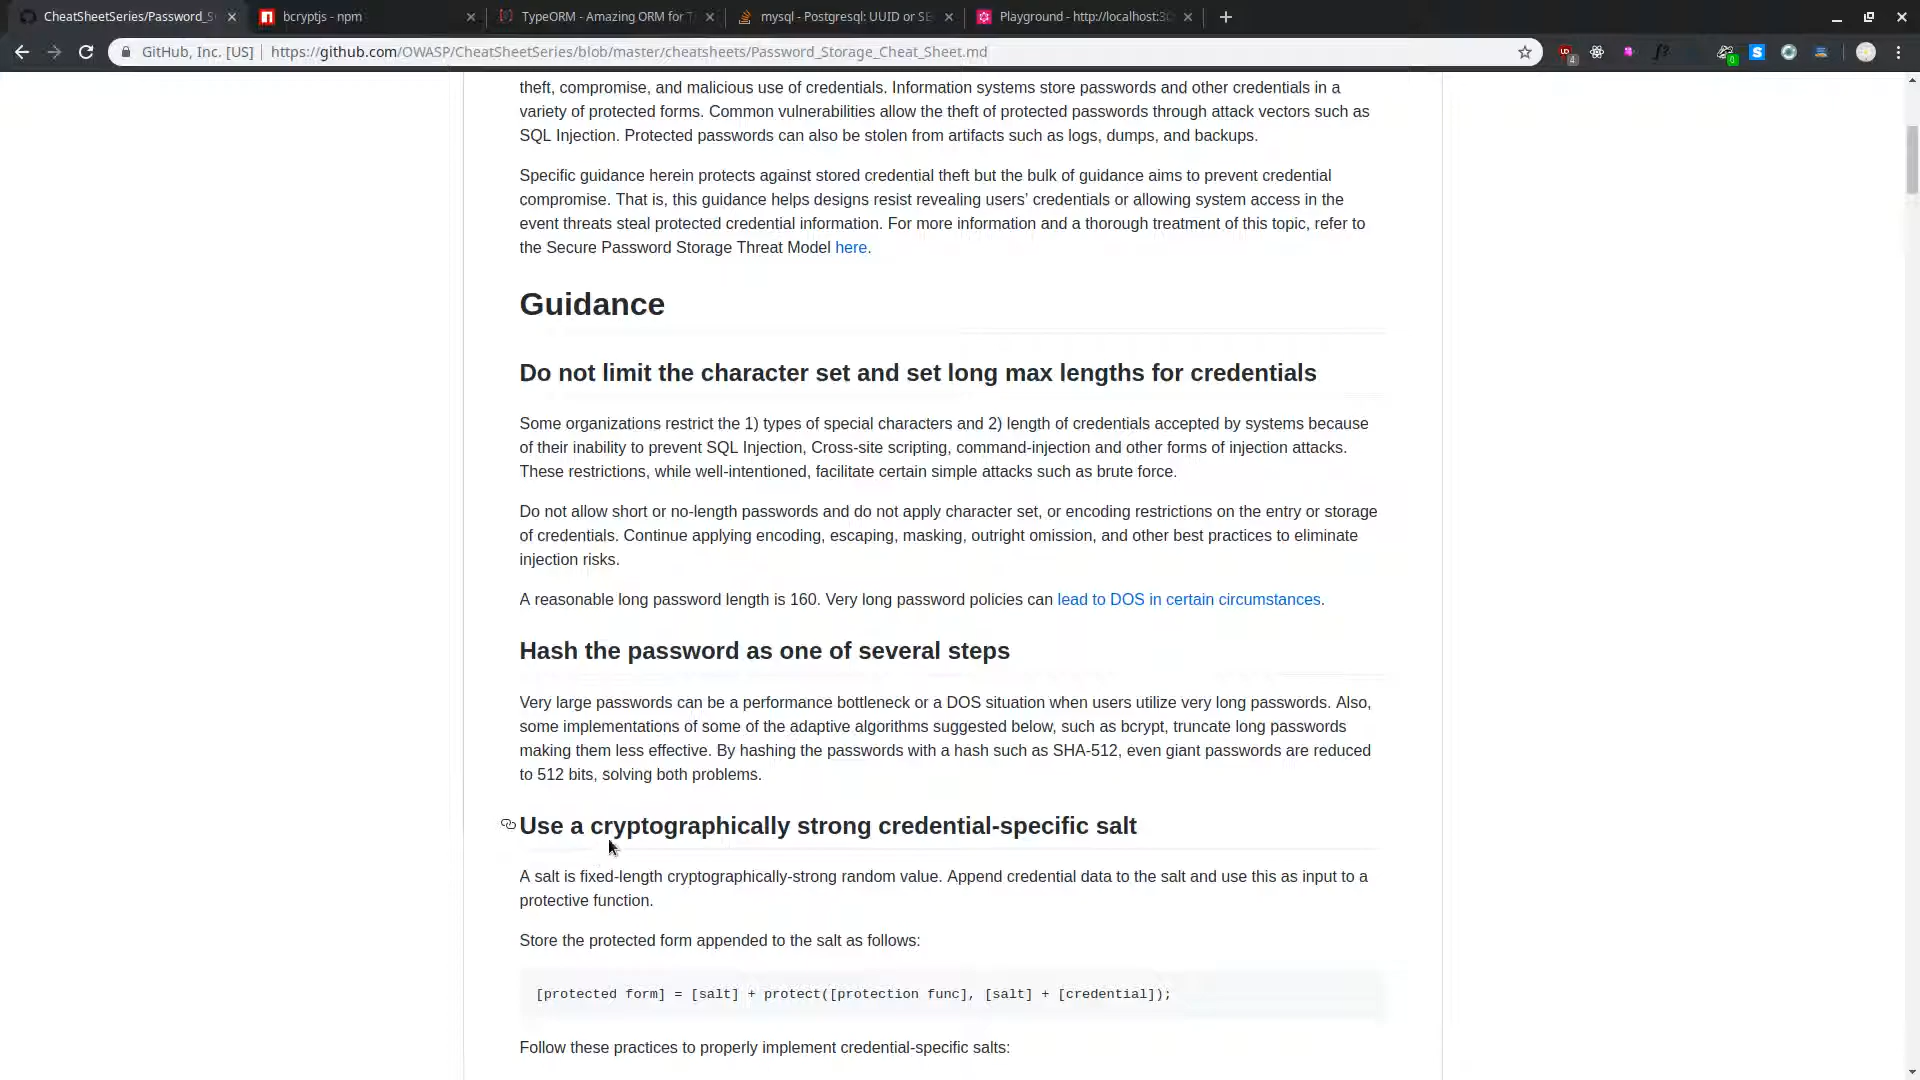 CheatSheetSeries/Password_S
bcryptjs - npm
TypeORM - Amazing ORM for T
mysql - Postgresql: UUID or SE
Playground - http://localhost:30
GitHub, Inc. [US]
https://github.com/OWASP/CheatSheetSeries/blob/master/cheatsheets/Password_Storage_Cheat_Sheet.md
4
0
theft, compromise, and malicious use of credentials. Information systems store passwords and other credentials in a
variety of protected forms. Common vulnerabilities allow the theft of protected passwords through attack vectors such as
SQL Injection. Protected passwords can also be stolen from artifacts such as logs, dumps, and backups.
Specific guidance herein protects against stored credential theft but the bulk of guidance aims to prevent credential
compromise. That is, this guidance helps designs resist revealing users’ credentials or allowing system access in the
event threats steal protected credential information. For more information and a thorough treatment of this topic, refer to
the Secure Password Storage Threat Model here.
Guidance
Do not limit the character set and set long max lengths for credentials
Some organizations restrict the 1) types of special characters and 2) length of credentials accepted by systems because
of their inability to prevent SQL Injection, Cross-site scripting, command-injection and other forms of injection attacks.
These restrictions, while well-intentioned, facilitate certain simple attacks such as brute force.
Do not allow short or no-length passwords and do not apply character set, or encoding restrictions on the entry or storage
of credentials. Continue applying encoding, escaping, masking, outright omission, and other best practices to eliminate
injection risks.
A reasonable long password length is 160. Very long password policies can lead to DOS in certain circumstances.
Hash the password as one of several steps
Very large passwords can be a performance bottleneck or a DOS situation when users utilize very long passwords. Also,
some implementations of some of the adaptive algorithms suggested below, such as bcrypt, truncate long passwords
making them less effective. By hashing the passwords with a hash such as SHA-512, even giant passwords are reduced
to 512 bits, solving both problems.
Use a cryptographically strong credential-specific salt
A salt is fixed-length cryptographically-strong random value. Append credential data to the salt and use this as input to a
protective function.
Store the protected form appended to the salt as follows:
[protected form] = [salt] + protect([protection func], [salt] + [credential]);
Follow these practices to properly implement credential-specific salts: